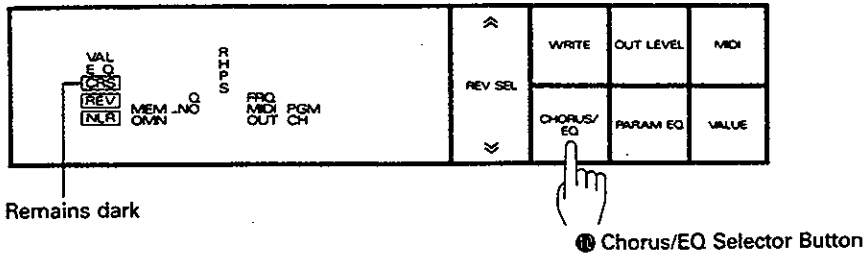 VAL
E Q
CRS
REV
NLR
MEM
OMN
NO
Q
R
H
P
S
FRQ
MIDI PGM
OUT CH
REV SEL
WRITE
OUT LEVEL
MIDI
CHORUS/
EQ
PARAM EQ
VALUE
Remains dark
Chorus/EQ Selector Button